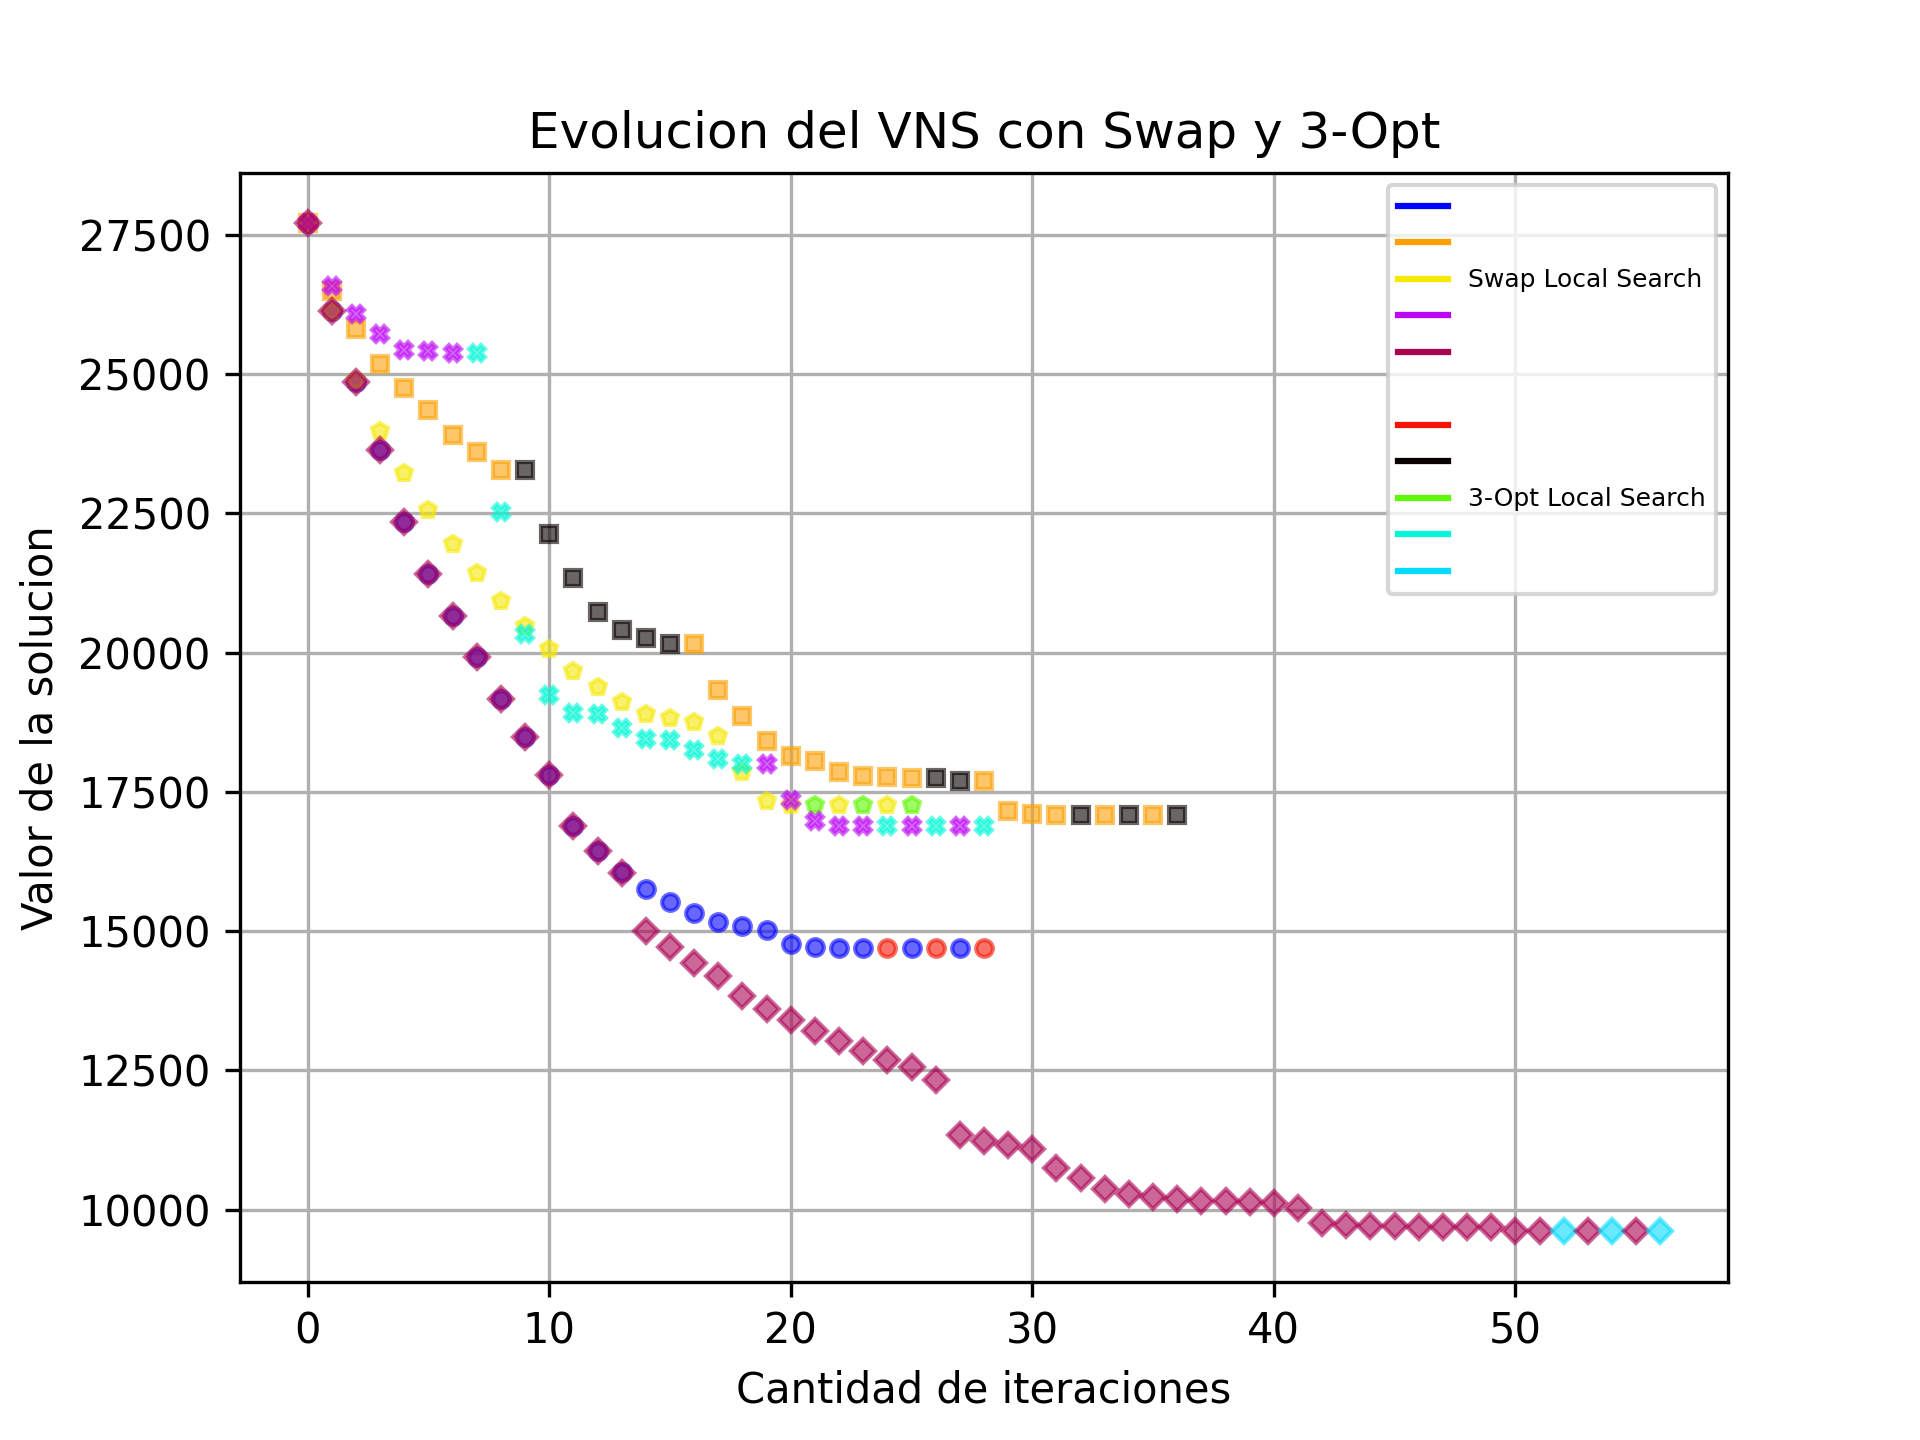 Evolucion del VNS con Swap y 3-Opt
27500
25000
22500
20000
17500
15000
12500
10000
Valor de la solucion
Swap Local Search
3-Opt Local Search
0 10 20 30 40 50
Cantidad de iteraciones